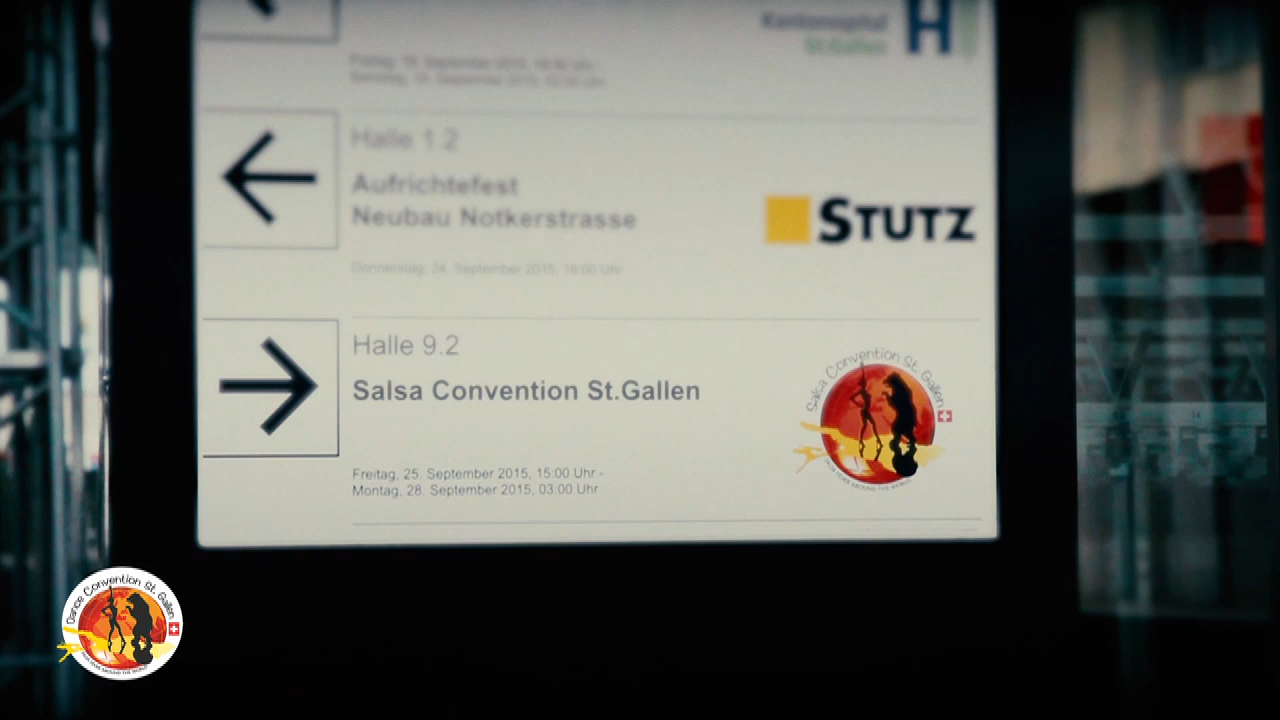 Kantonsspital
St.Gallen
H
Halle 1.2
Aufrichtefest
Neubau Notkerstrasse
STUTZ
Donnerstag, 24. September 2015, 18:00 Uhr
Halle 9.2
Salsa Convention St.Gallen
Salsa Convention St. Gallen
Freitag, 25. September 2015, 15:00 Uhr -
Montag, 28. September 2015, 03:00 Uhr
Dance Convention St. Gallen